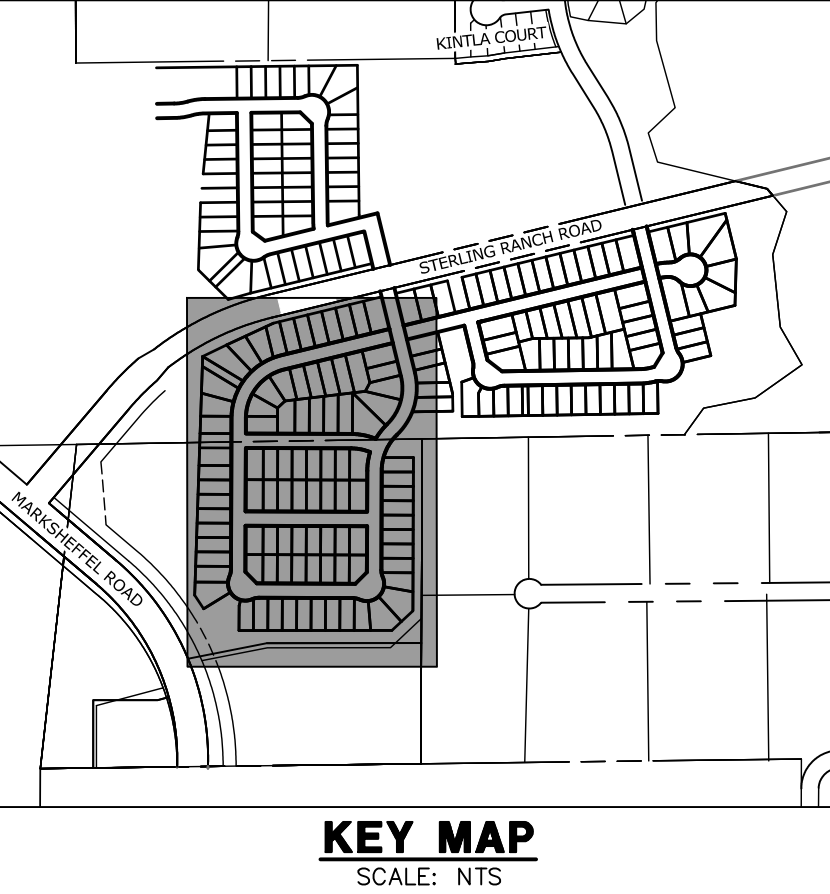 KINTLA COURT
STERLING RANCH ROAD
MARKSHEFFEL ROAD
KEY MAP
SCALE: NTS